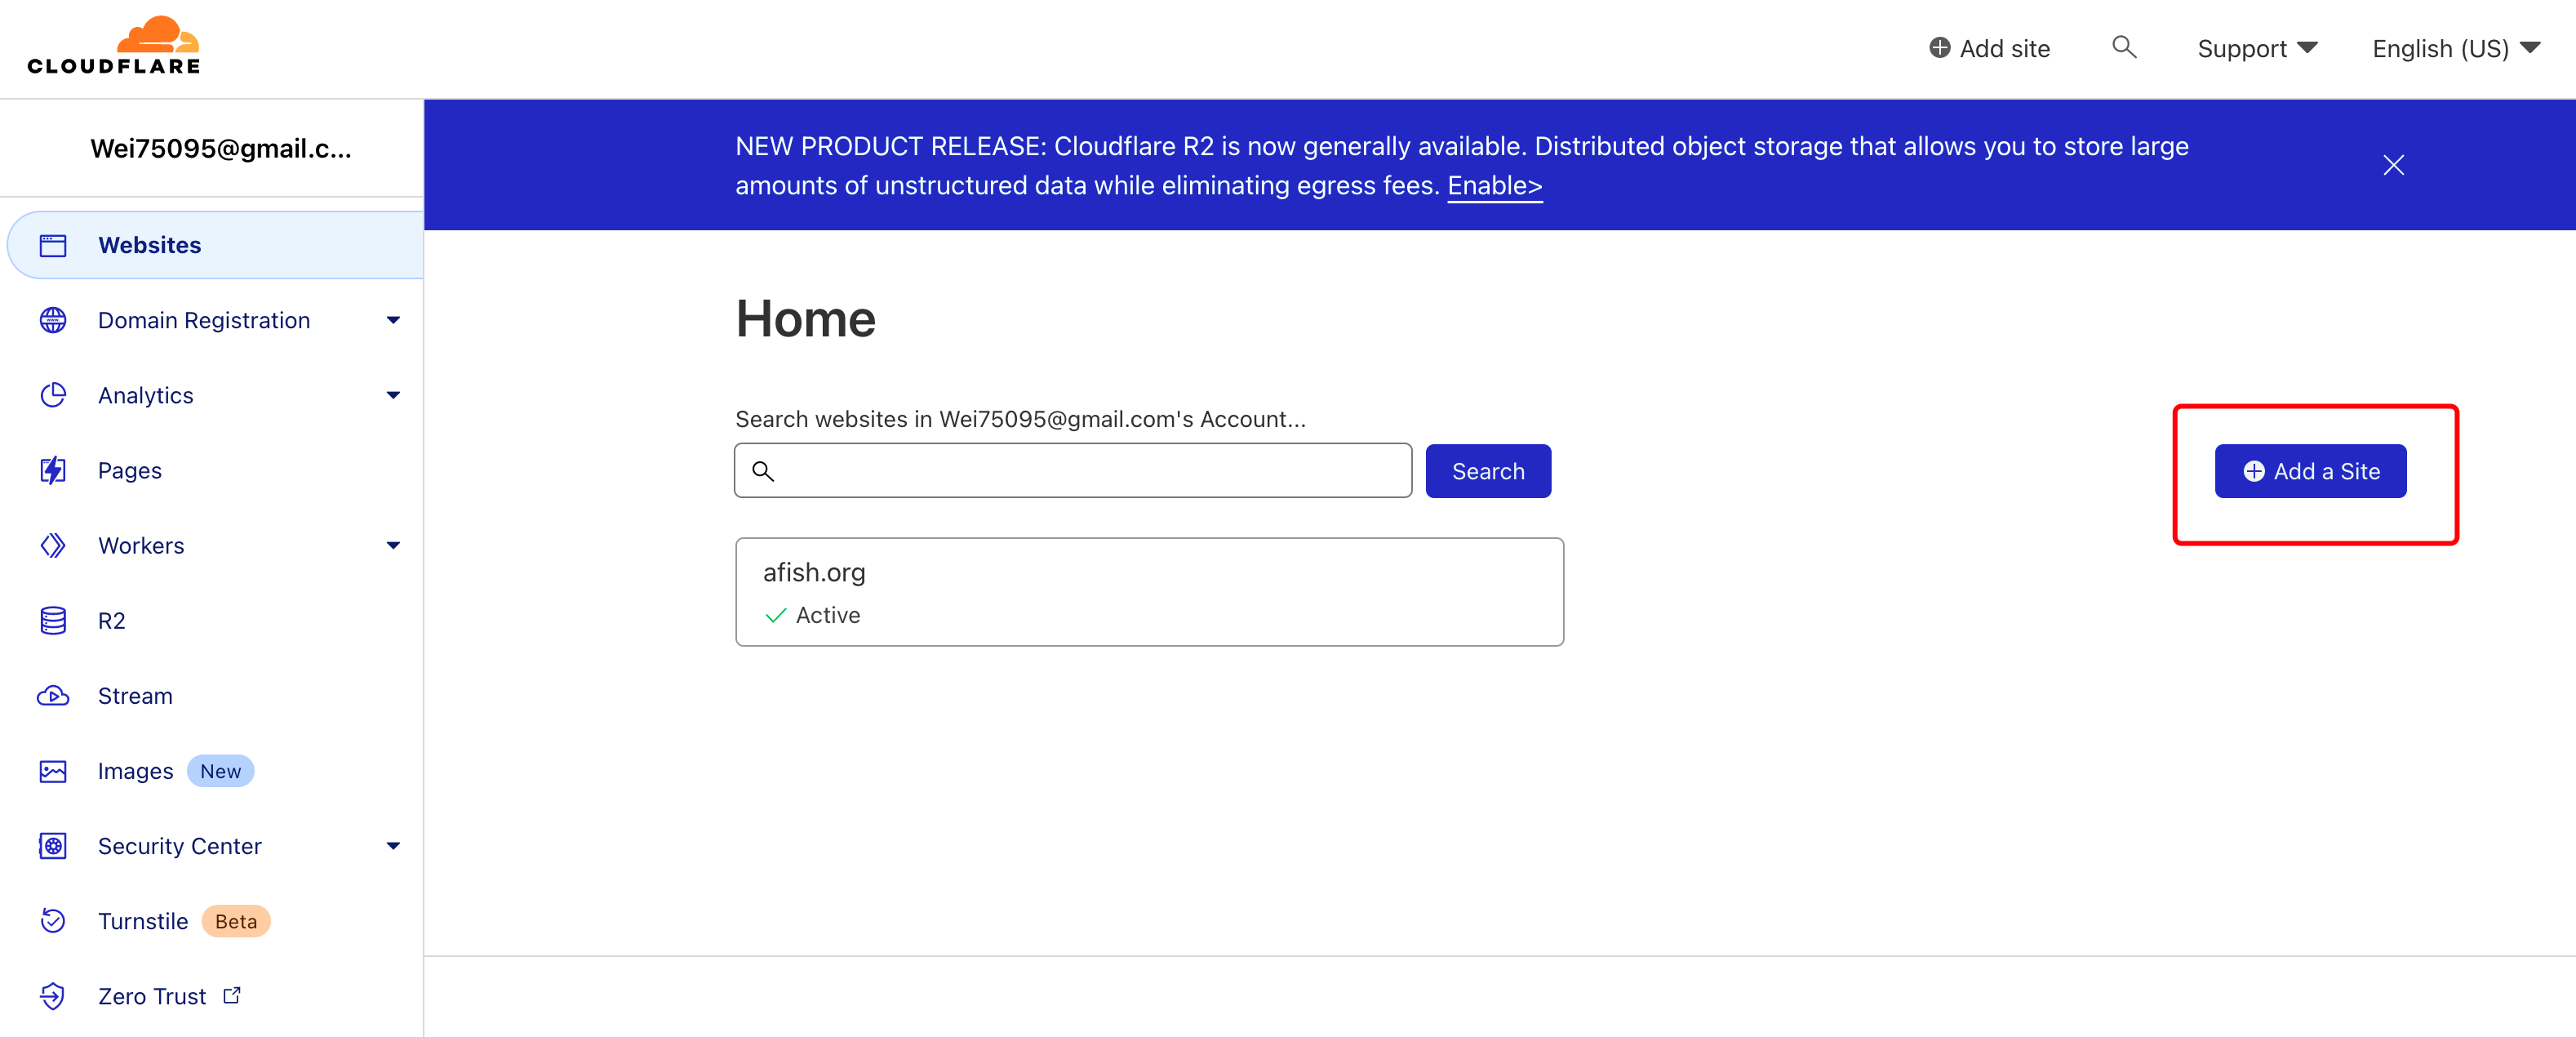 CLOUDFLARE
Add site
Support
English (US)
Wei75095@gmail.c...
NEW PRODUCT RELEASE: Cloudflare R2 is now generally available. Distributed object storage that allows you to store large
amounts of unstructured data while eliminating egress fees. Enable>
Websites
Domain Registration
Analytics
Pages
Workers
R2
Stream
Images New
Security Center
Turnstile Beta
Zero Trust
Home
Search websites in Wei75095@gmail.com's Account...
Search
Add a Site
afish.org
Active